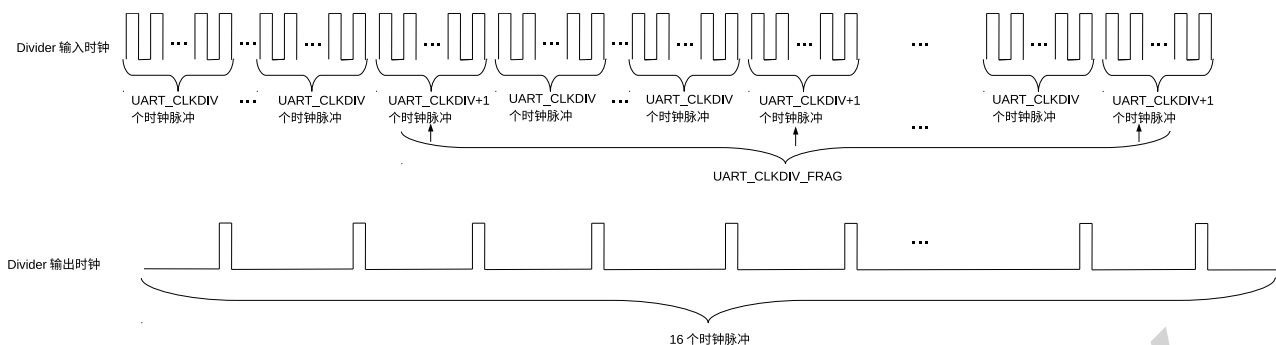 Divider 输入时钟
UART_CLKDIV
个时钟脉冲
...
UART_CLKDIV
个时钟脉冲
UART_CLKDIV+1
个时钟脉冲
UART_CLKDIV
个时钟脉冲
...
UART_CLKDIV
个时钟脉冲
UART_CLKDIV+1
个时钟脉冲
...
UART_CLKDIV
个时钟脉冲
UART_CLKDIV+1
个时钟脉冲
UART_CLKDIV_FRAG
Divider 输出时钟
...
16 个时钟脉冲